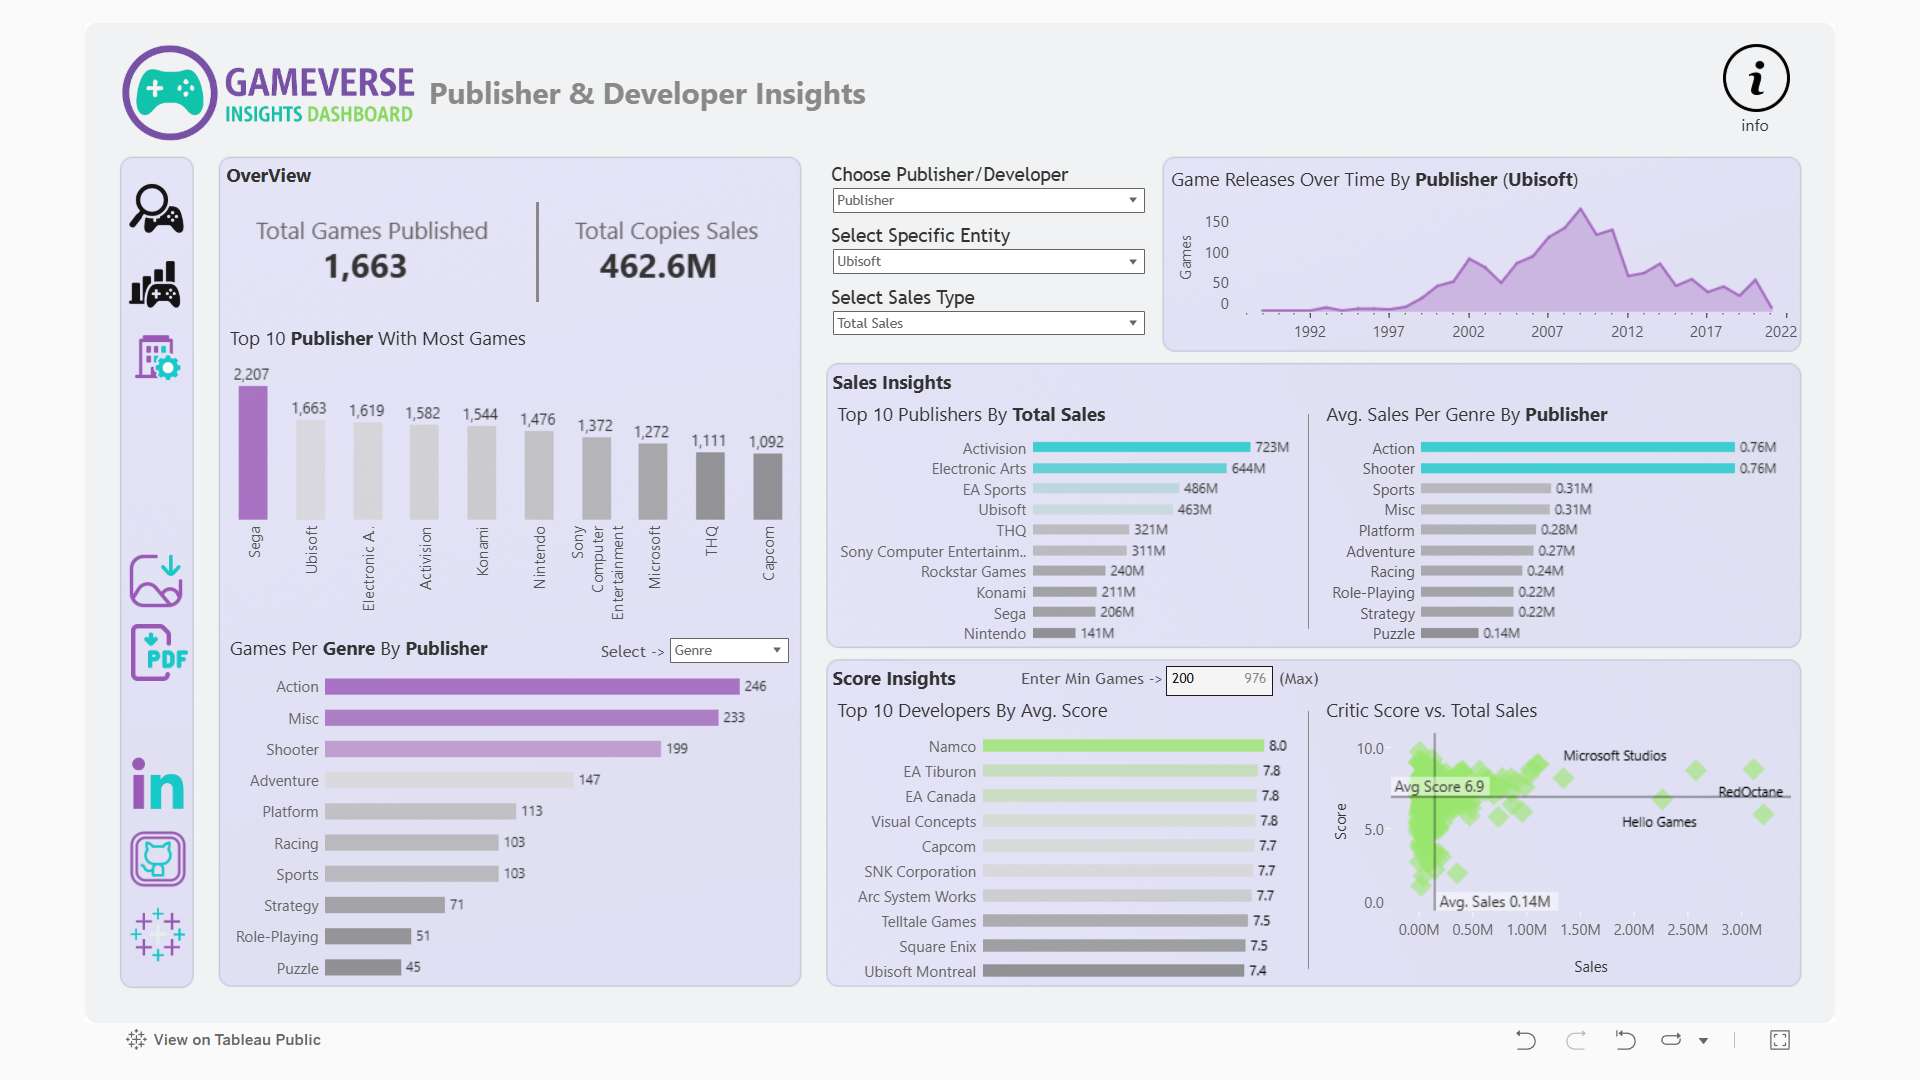 GAMEVERSE
INSIGHTS DASHBOARD
Publisher & Developer Insights
info
OverView
Total Games Published
1,663
Total Copies Sales
462.6M
Top 10 Publisher With Most Games
2,207
1,663
1,619
1,582
1,544
1,476
1,372
1,272
1,111
1,092
Sega
Ubisoft
Electronic A..
Activision
Konami
Nintendo
Sony
Computer
Entertainment
Microsoft
THQ
Capcom
Games Per Genre By Publisher
Select -> Genre
Action 246
Misc 233
Shooter 199
Adventure 147
Platform 113
Racing 103
Sports 103
Strategy 71
Role-Playing 51
Puzzle 45
Choose Publisher/Developer
Publisher
Select Specific Entity
Ubisoft
Select Sales Type
Total Sales
Game Releases Over Time By Publisher (Ubisoft)
Games
150
100
50
0
1992 1997 2002 2007 2012 2017 2022
Sales Insights
Top 10 Publishers By Total Sales
Activision 723M
Electronic Arts 644M
EA Sports 486M
Ubisoft 463M
THQ 321M
Sony Computer Entertainm.. 311M
Rockstar Games 240M
Konami 211M
Sega 206M
Nintendo 141M
Avg. Sales Per Genre By Publisher
Action 0.76M
Shooter 0.76M
Sports 0.31M
Misc 0.31M
Platform 0.28M
Adventure 0.27M
Racing 0.24M
Role-Playing 0.22M
Strategy 0.22M
Puzzle 0.14M
Score Insights
Enter Min Games -> 200 976 (Max)
Top 10 Developers By Avg. Score
Namco 8.0
EA Tiburon 7.8
EA Canada 7.8
Visual Concepts 7.8
Capcom 7.7
SNK Corporation 7.7
Arc System Works 7.7
Telltale Games 7.5
Square Enix 7.5
Ubisoft Montreal 7.4
Critic Score vs. Total Sales
Score
10.0
5.0
0.0
Microsoft Studios
Avg Score 6.9
RedOctane
Hello Games
Avg. Sales 0.14M
0.00M 0.50M 1.00M 1.50M 2.00M 2.50M 3.00M
Sales
PDF
in
View on Tableau Public